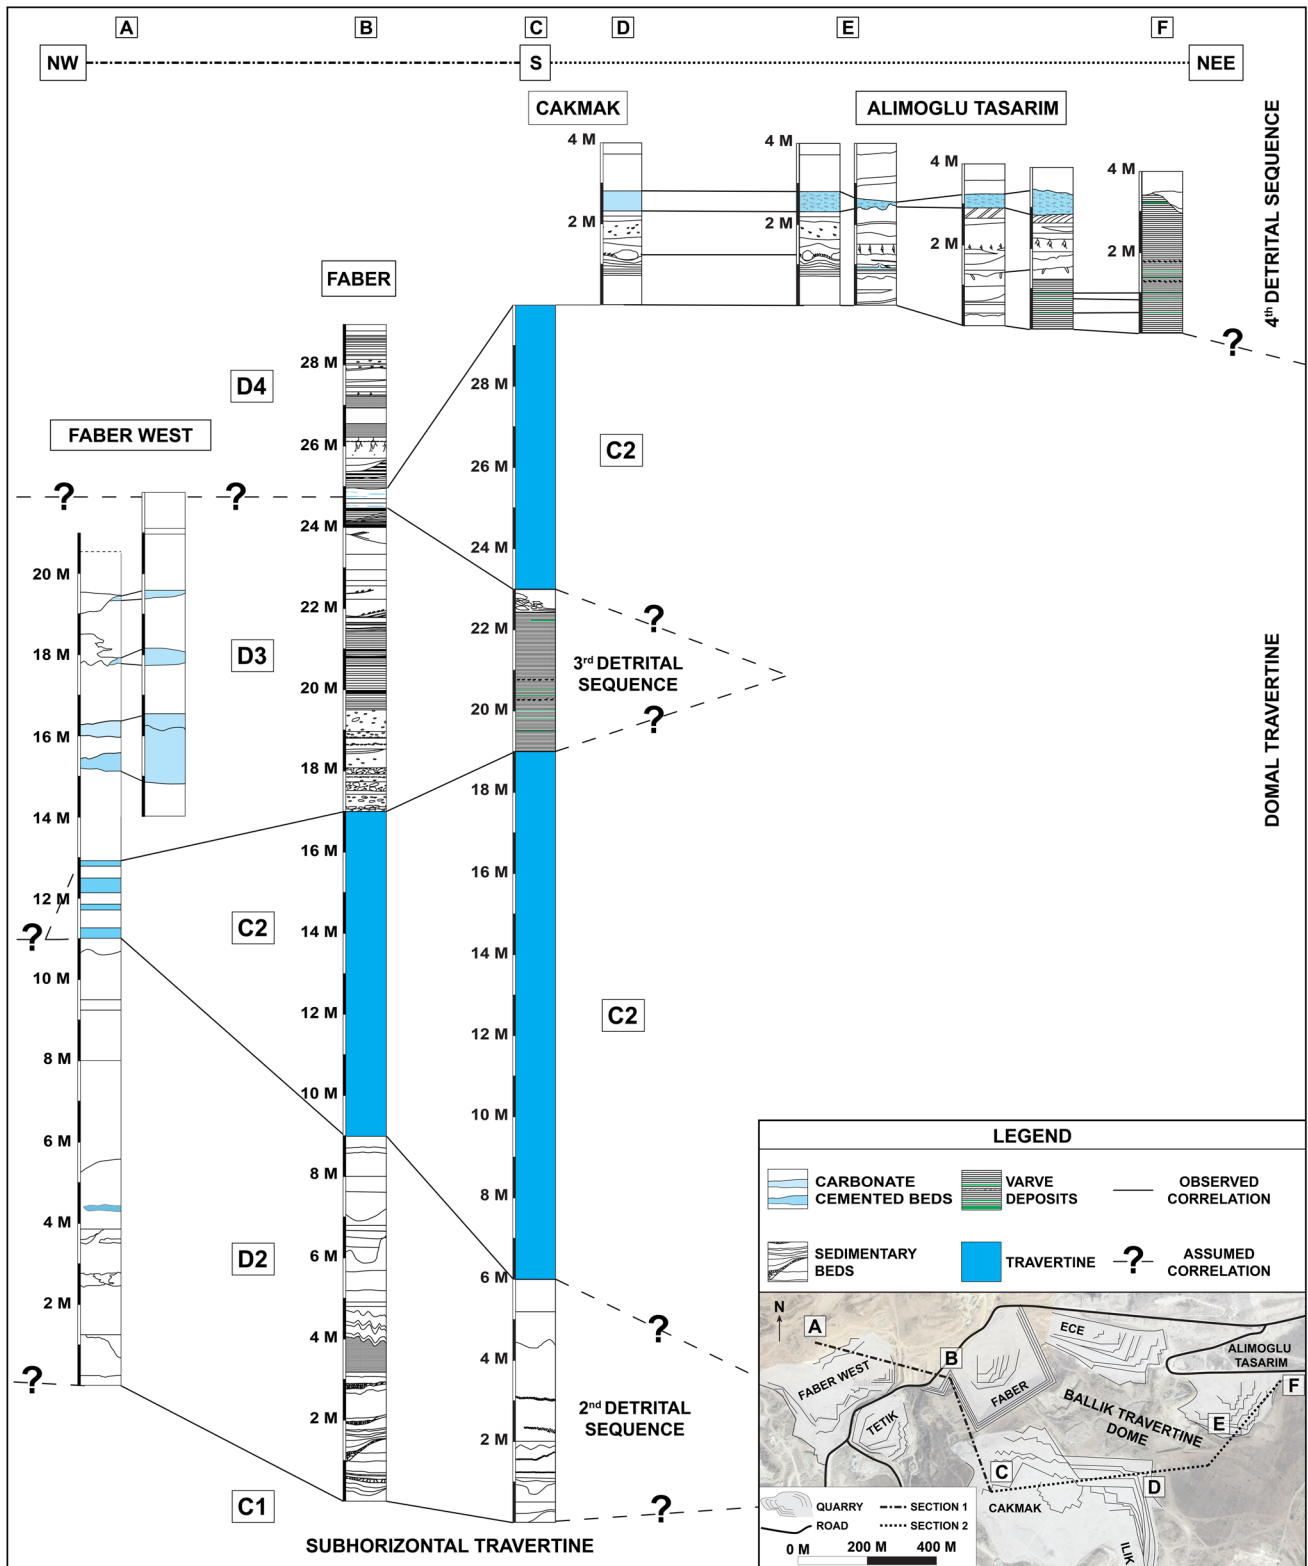 A
B
C
D
E
F
NW
S
NEE
CAKMAK
ALIMOGLU TASARIM
4 M
2 M
4 M
2 M
4 M
2 M
4 M
2 M
4th DETRITAL SEQUENCE
?
FABER
28 M
26 M
24 M
22 M
20 M
18 M
16 M
14 M
12 M
10 M
8 M
6 M
4 M
2 M
D4
D3
C2
D2
C1
FABER WEST
?
?
20 M
18 M
16 M
14 M
12 M
?
10 M
8 M
6 M
4 M
2 M
?
28 M
26 M
24 M
22 M
20 M
18 M
16 M
14 M
12 M
10 M
8 M
6 M
4 M
2 M
C2
?
3rd DETRITAL
SEQUENCE
?
C2
?
2nd DETRITAL
SEQUENCE
?
DOMAL TRAVERTINE
SUBHORIZONTAL TRAVERTINE
LEGEND
CARBONATE
CEMENTED BEDS
VARVE
DEPOSITS
OBSERVED
CORRELATION
SEDIMENTARY
BEDS
TRAVERTINE
?
ASSUMED
CORRELATION
N
A
B
C
D
E
F
FABER WEST
TETIK
FABER
ECE
ALIMOGLU
TASARIM
BALLIK TRAVERTINE
DOME
CAKMAK
ILIK
QUARRY
SECTION 1
ROAD
SECTION 2
0 M
200 M
400 M